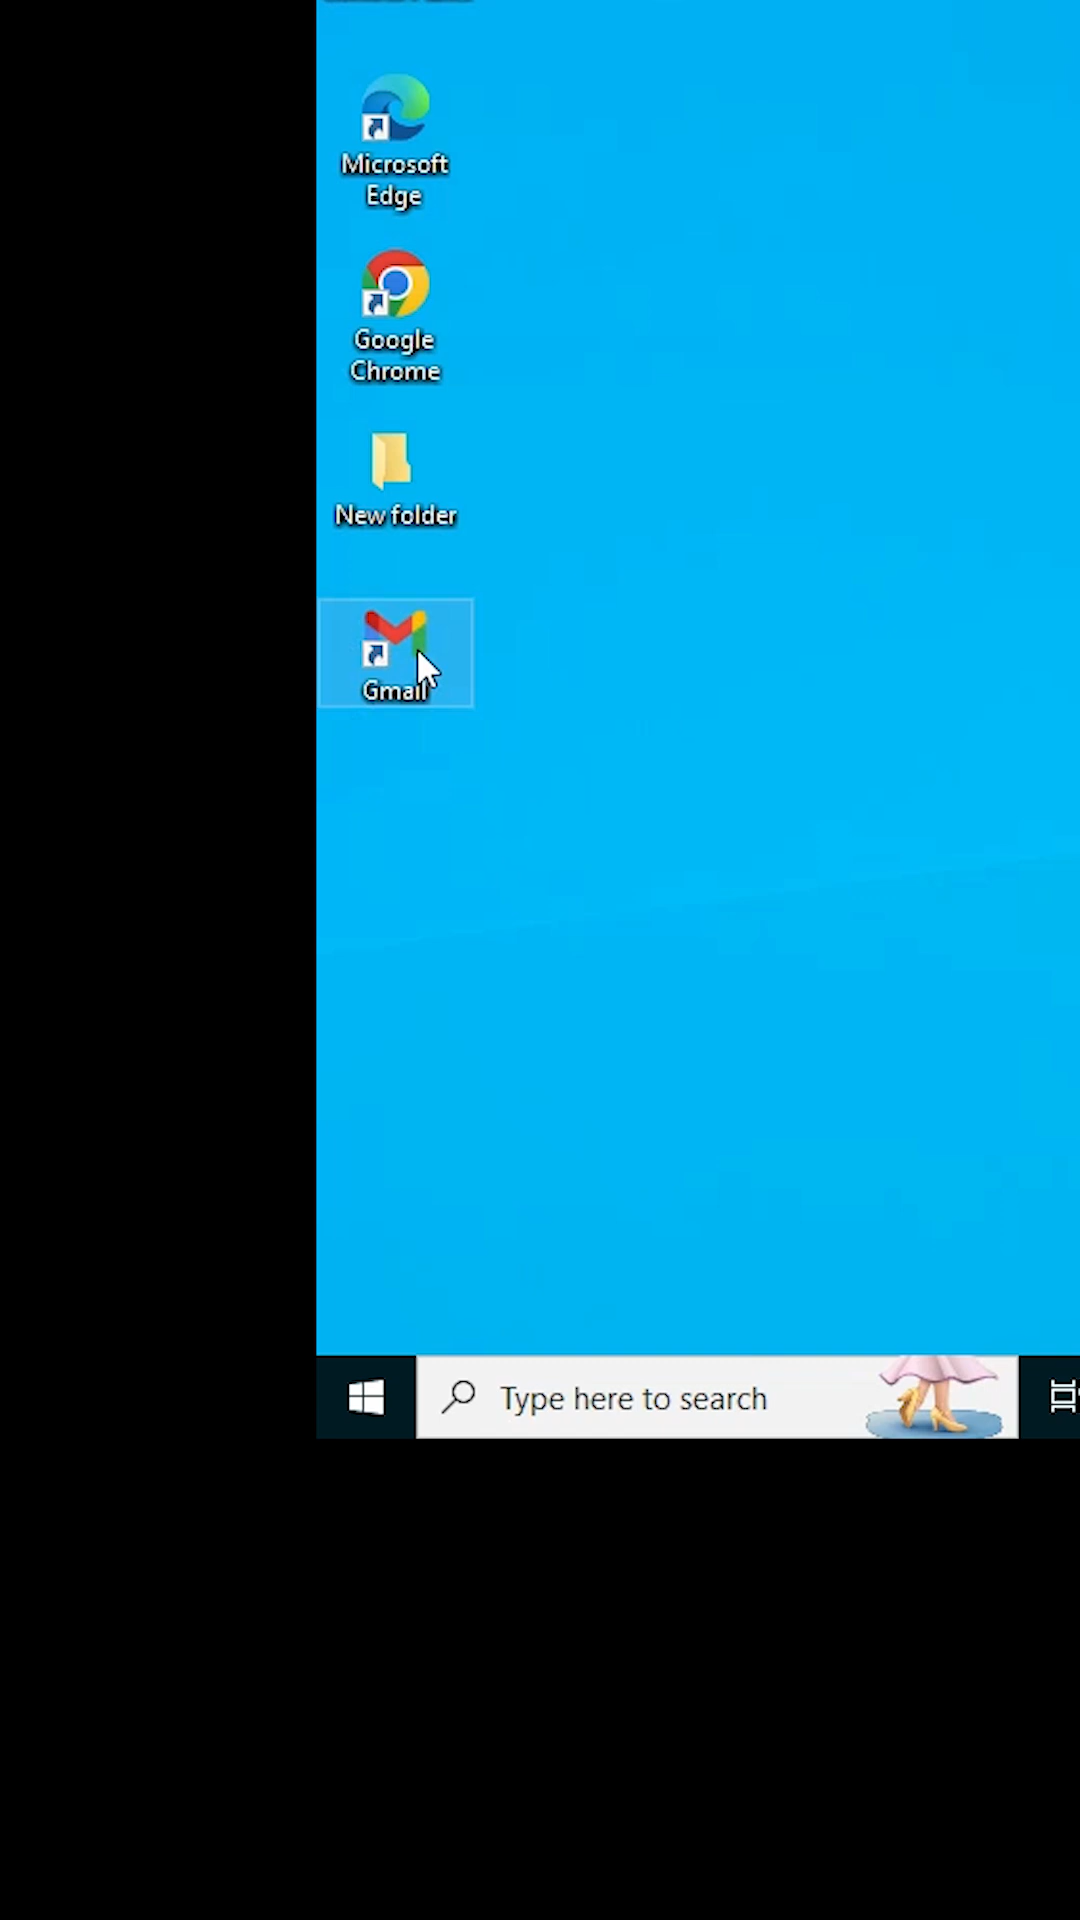 Microsoft
Edge
Google
Chrome
New folder
Gmail
Type here to search